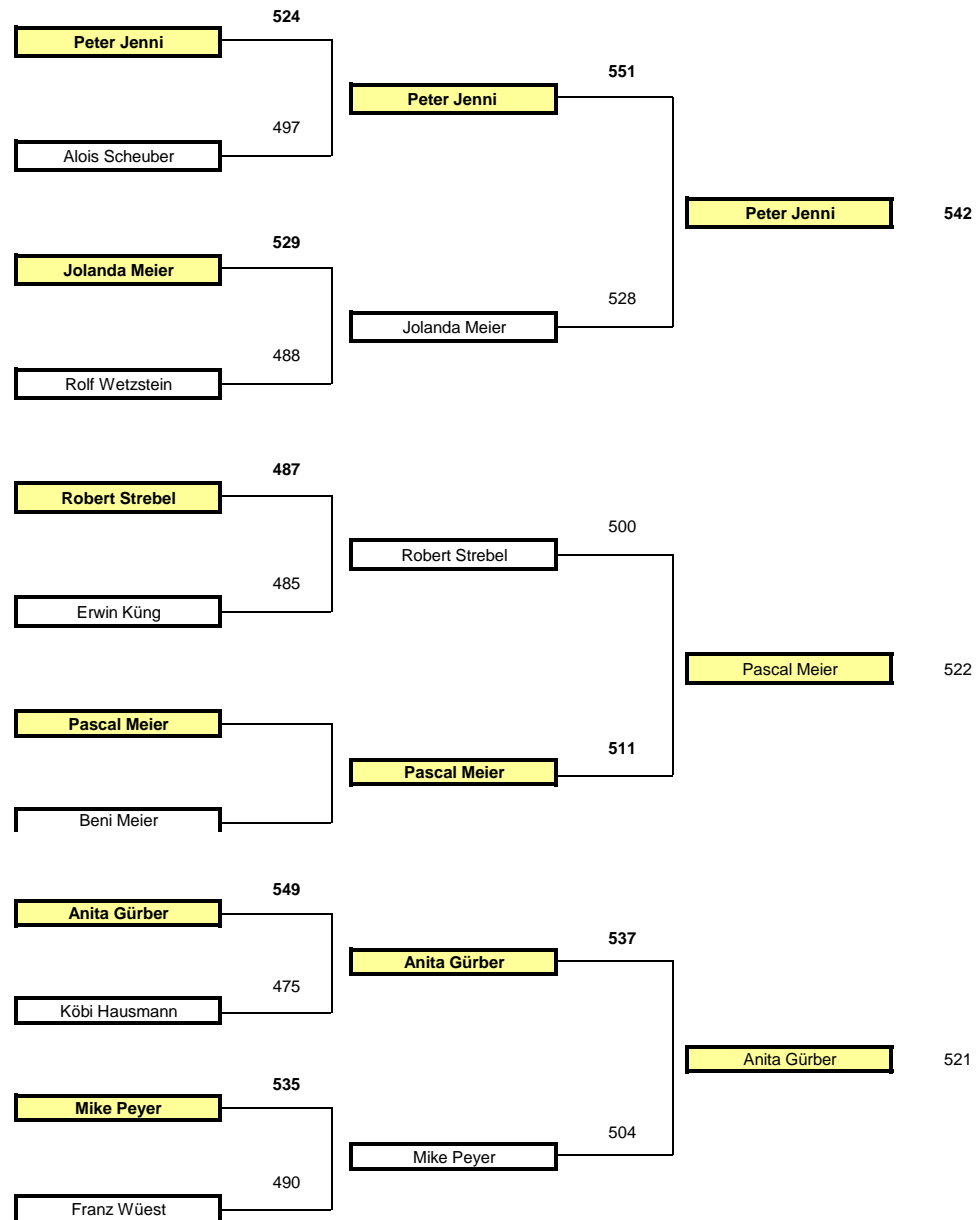 524
Peter Jenni
551
Peter Jenni
497
Alois Scheuber
Peter Jenni 542
529
Jolanda Meier
528
Jolanda Meier
488
Rolf Wetzstein
487
Robert Strebel
500
Robert Strebel
485
Erwin Küng
Pascal Meier 522
Pascal Meier
511
Pascal Meier
Beni Meier
549
Anita Gürber
537
Anita Gürber
475
Köbi Hausmann
Anita Gürber 521
535
Mike Peyer
504
Mike Peyer
490
Franz Wüest